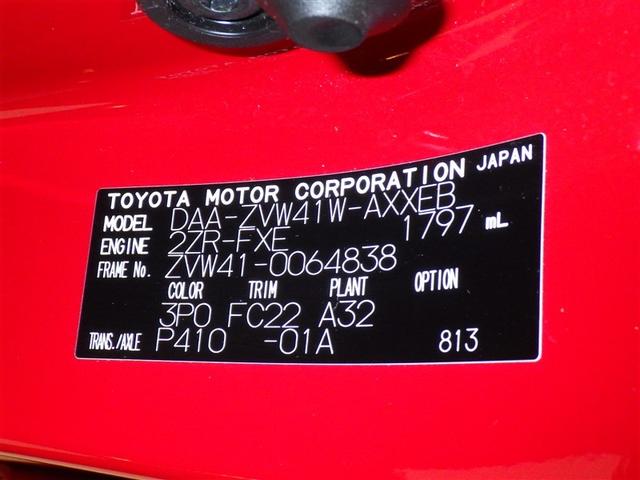 TOYOTA MOTOR CORPORATION JAPAN
MODEL DAA-ZVW41W-AXXEB
ENGINE 2ZR-FXE 1797 mL
FRAME No. ZVW41-0064838
COLOR TRIM PLANT OPTION
3P0 FC22 A32
TRANS./AXLE P410 -01A 813